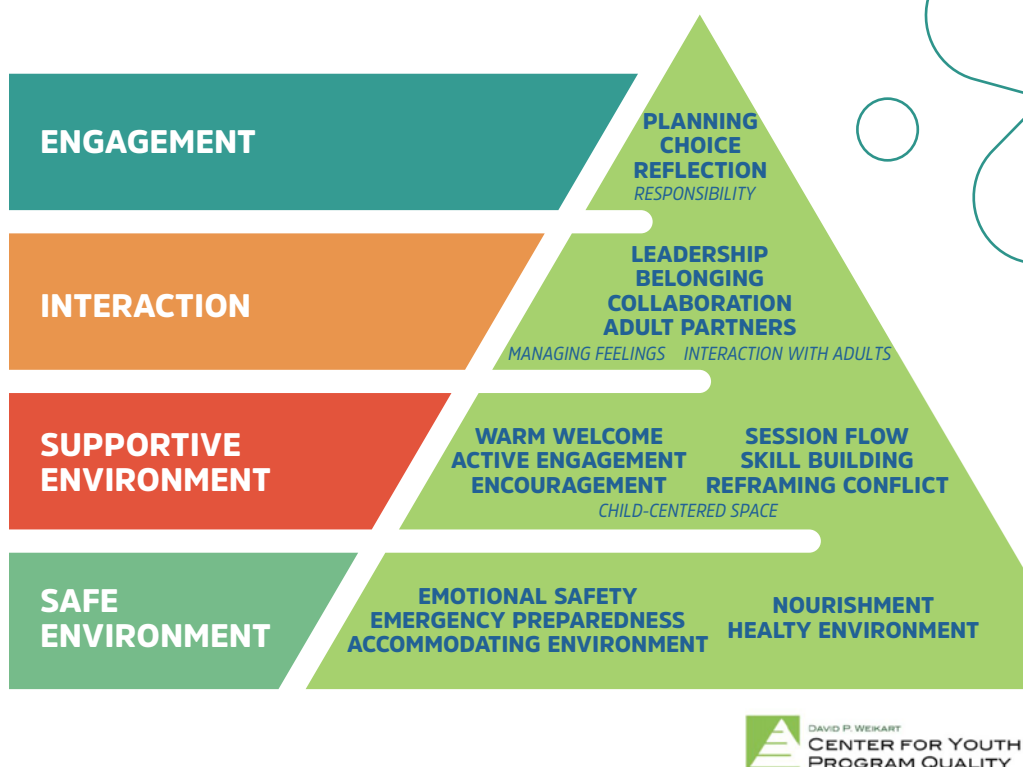 ENGAGEMENT
PLANNING
CHOICE
REFLECTION
RESPONSIBILITY
INTERACTION
LEADERSHIP
BELONGING
COLLABORATION
ADULT PARTNERS
MANAGING FEELINGS INTERACTION WITH ADULTS
SUPPORTIVE
ENVIRONMENT
WARM WELCOME
ACTIVE ENGAGEMENT
ENCOURAGEMENT
SESSION FLOW
SKILL BUILDING
REFRAMING CONFLICT
CHILD-CENTERED SPACE
SAFE
ENVIRONMENT
EMOTIONAL SAFETY
EMERGENCY PREPAREDNESS
ACCOMMODATING ENVIRONMENT
NOURISHMENT
HEALTY ENVIRONMENT
DAVID P. WEIKART
CENTER FOR YOUTH
PROGRAM QUALITY